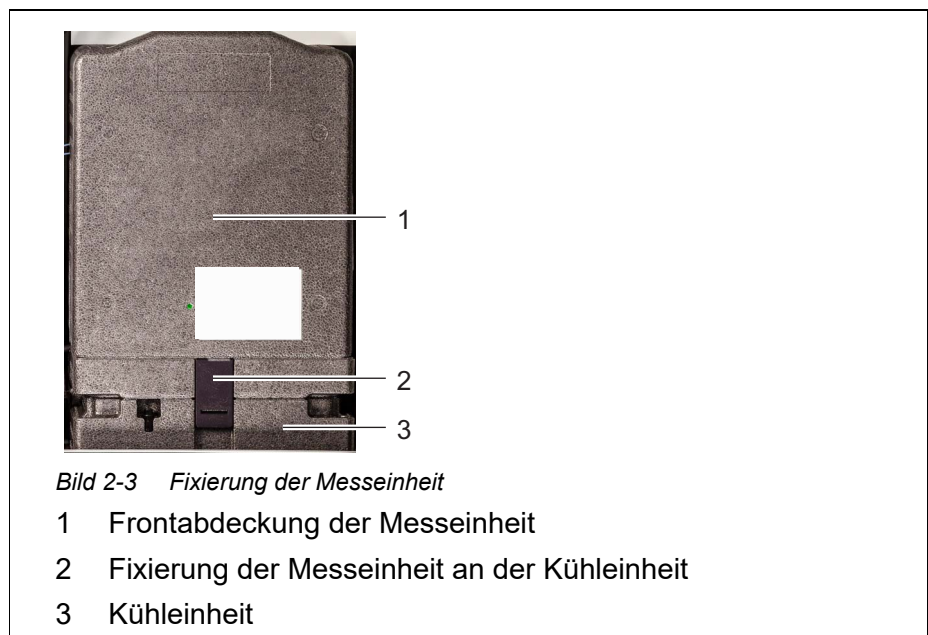 1
2
3
Bild 2-3 Fixierung der Messeinheit
1 Frontabdeckung der Messeinheit
2 Fixierung der Messeinheit an der Kühleinheit
3 Kühleinheit